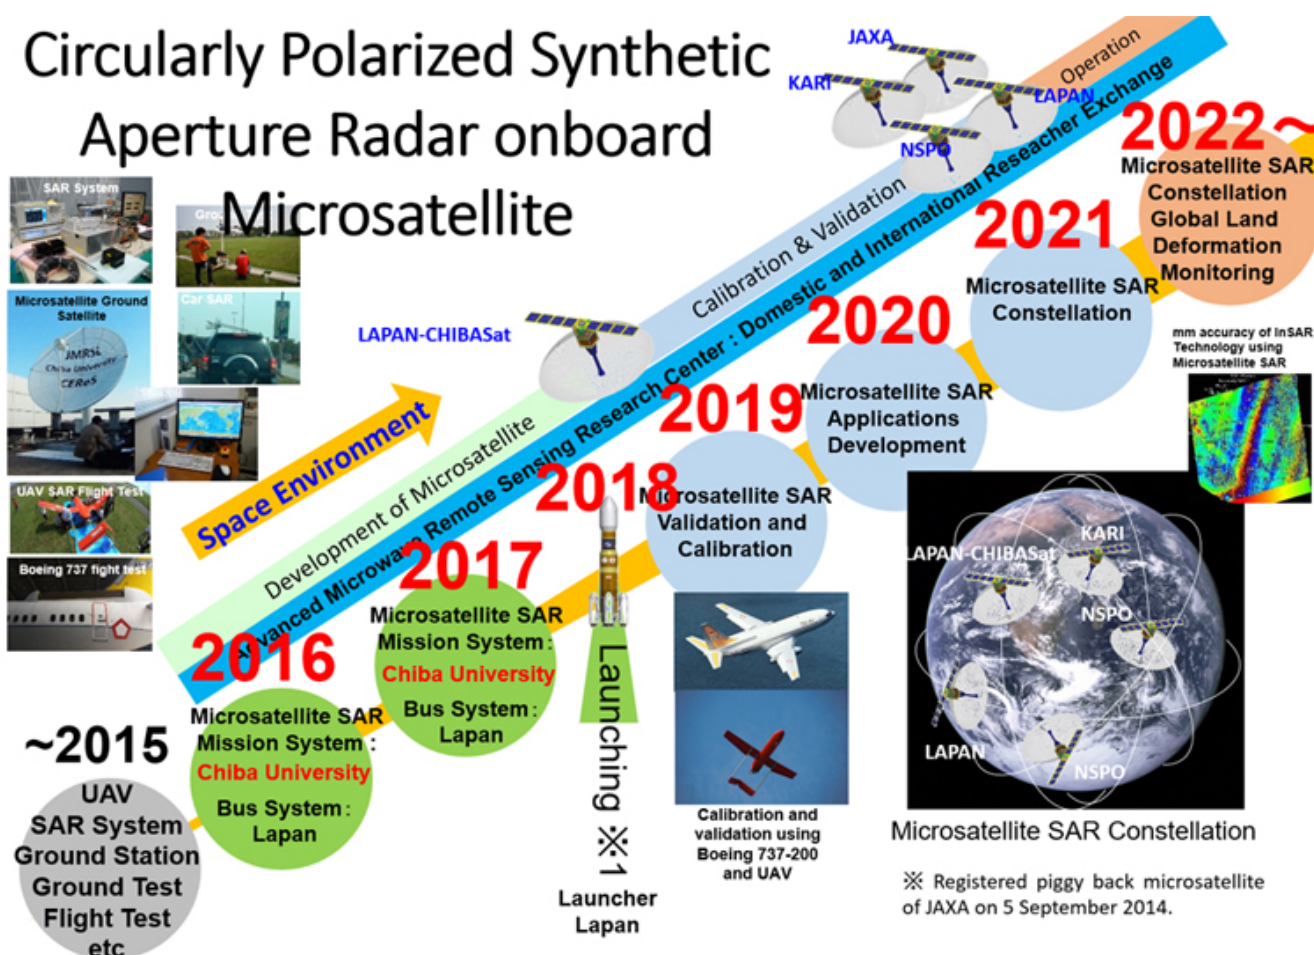 Circularly Polarized Synthetic
Aperture Radar onboard
Microsatellite
SAR System
Microsatellite Ground
Satellite
JMRSL
Chiba University
CEReS
Car SAR
UAV SAR Flight Test
Boeing 737 fight test
Space Environment
LAPAN-CHIBASat
JAXA
KARI
LAPAN
NSPO
Development of Microsatellite
Calibration & Validation
Operation
Advanced Microwave Remote Sensing Research Center : Domestic and International Reseacher Exchange
~2015
UAV
SAR System
Ground Station
Ground Test
Flight Test
etc
2016
Microsatellite SAR
Mission System :
Chiba University
Bus System :
Lapan
2017
Microsatellite SAR
Mission System :
Chiba University
Bus System :
Lapan
2018
Launching ※1
Launcher
Lapan
2019
Microsatellite SAR
Validation and
Calibration
Calibration and
validation using
Boeing 737-200
and UAV
2020
Microsatellite SAR
Applications
Development
2021
Microsatellite SAR
Constellation
2022~
Microsatellite SAR
Constellation
Global Land
Deformation
Monitoring
mm accuracy of InSAR
Technology using
Microsatellite SAR
LAPAN-CHIBASat
KARI
NSPO
LAPAN
NSPO
Microsatellite SAR Constellation
※ Registered piggy back microsatellite
of JAXA on 5 September 2014.